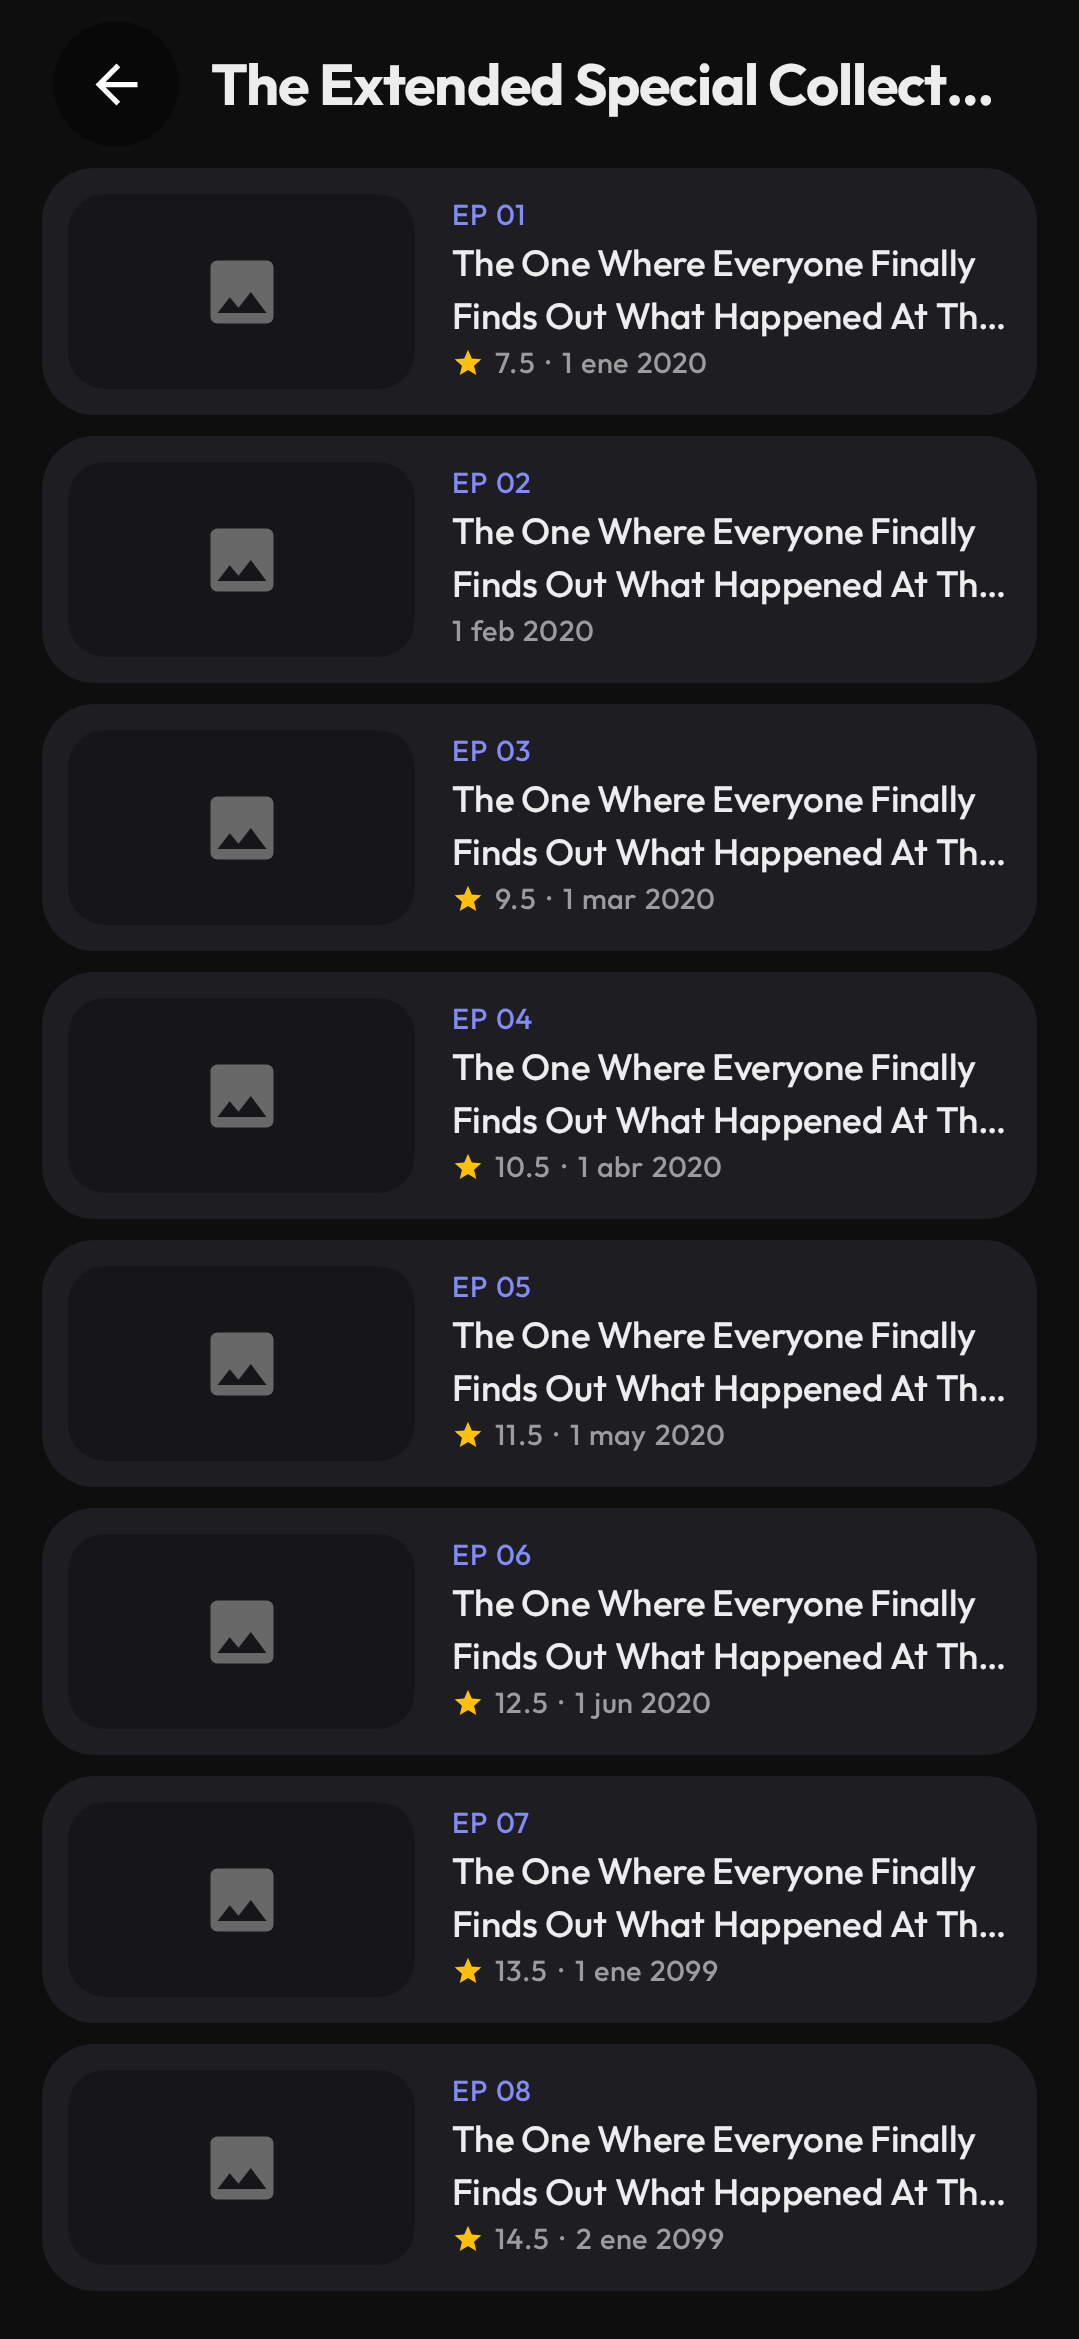 The Extended Special Collect...
EP 01
The One Where Everyone Finally
Finds Out What Happened At Th...
7.5 · 1 ene 2020
EP 02
The One Where Everyone Finally
Finds Out What Happened At Th...
1 feb 2020
EP 03
The One Where Everyone Finally
Finds Out What Happened At Th...
9.5 · 1 mar 2020
EP 04
The One Where Everyone Finally
Finds Out What Happened At Th...
10.5 · 1 abr 2020
EP 05
The One Where Everyone Finally
Finds Out What Happened At Th...
11.5 · 1 may 2020
EP 06
The One Where Everyone Finally
Finds Out What Happened At Th...
12.5 · 1 jun 2020
EP 07
The One Where Everyone Finally
Finds Out What Happened At Th...
13.5 · 1 ene 2099
EP 08
The One Where Everyone Finally
Finds Out What Happened At Th...
14.5 · 2 ene 2099